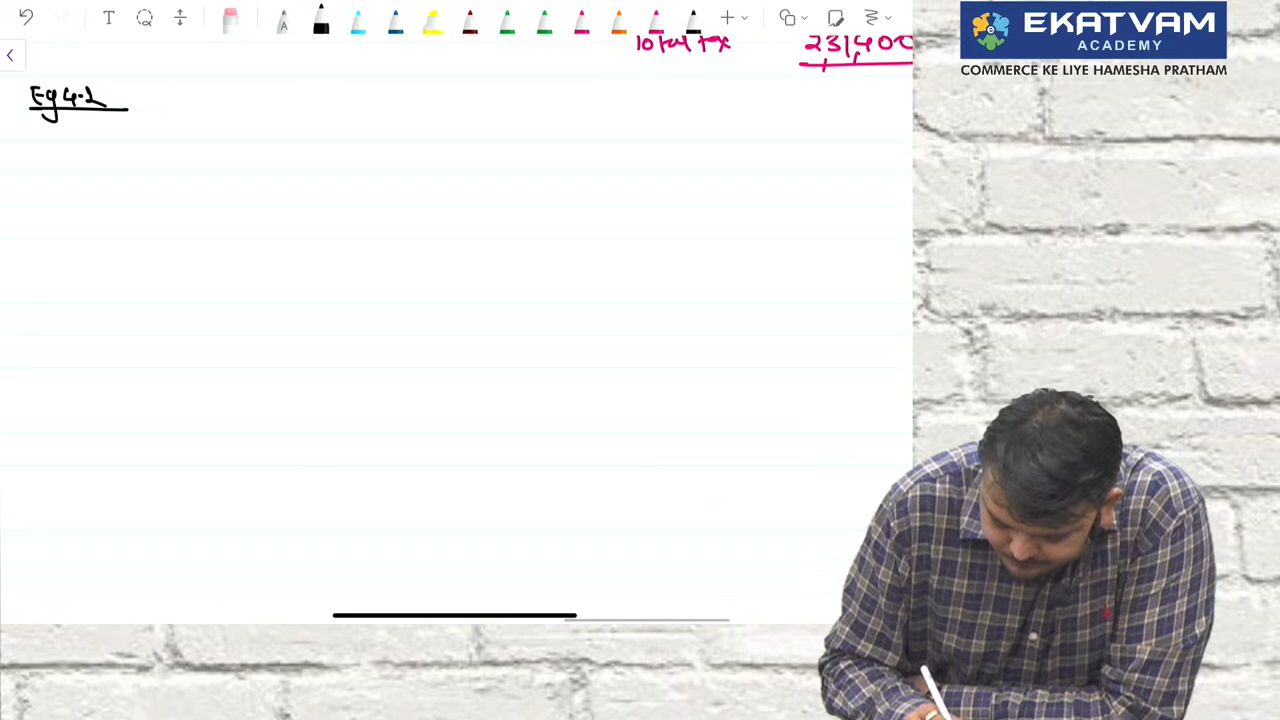 Total tax 231400
EKATVAM
ACADEMY
COMMERCE KE LIYE HAMESHA PRATHAM
Eg 4.2